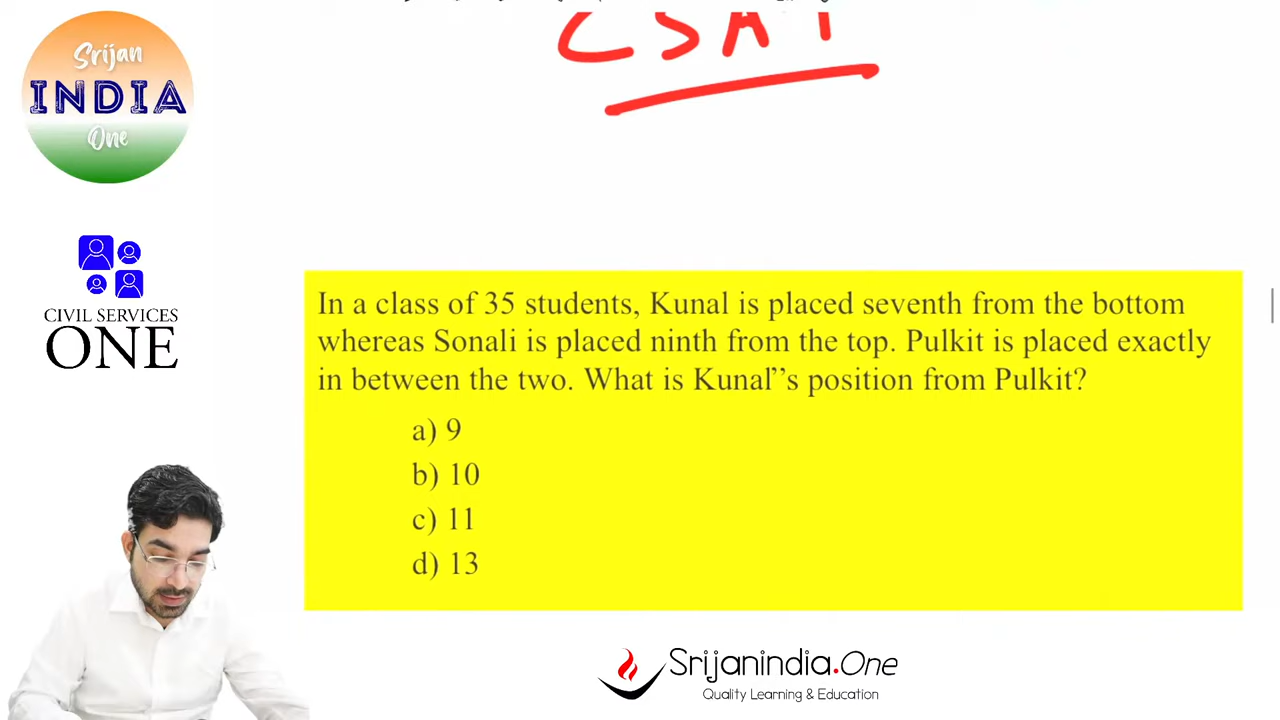 CSAT
Srijan
INDIA
One
CIVIL SERVICES
ONE
In a class of 35 students, Kunal is placed seventh from the bottom
whereas Sonali is placed ninth from the top. Pulkit is placed exactly
in between the two. What is Kunal”s position from Pulkit?
a) 9
b) 10
c) 11
d) 13
Srijanindia.One
Quality Learning & Education